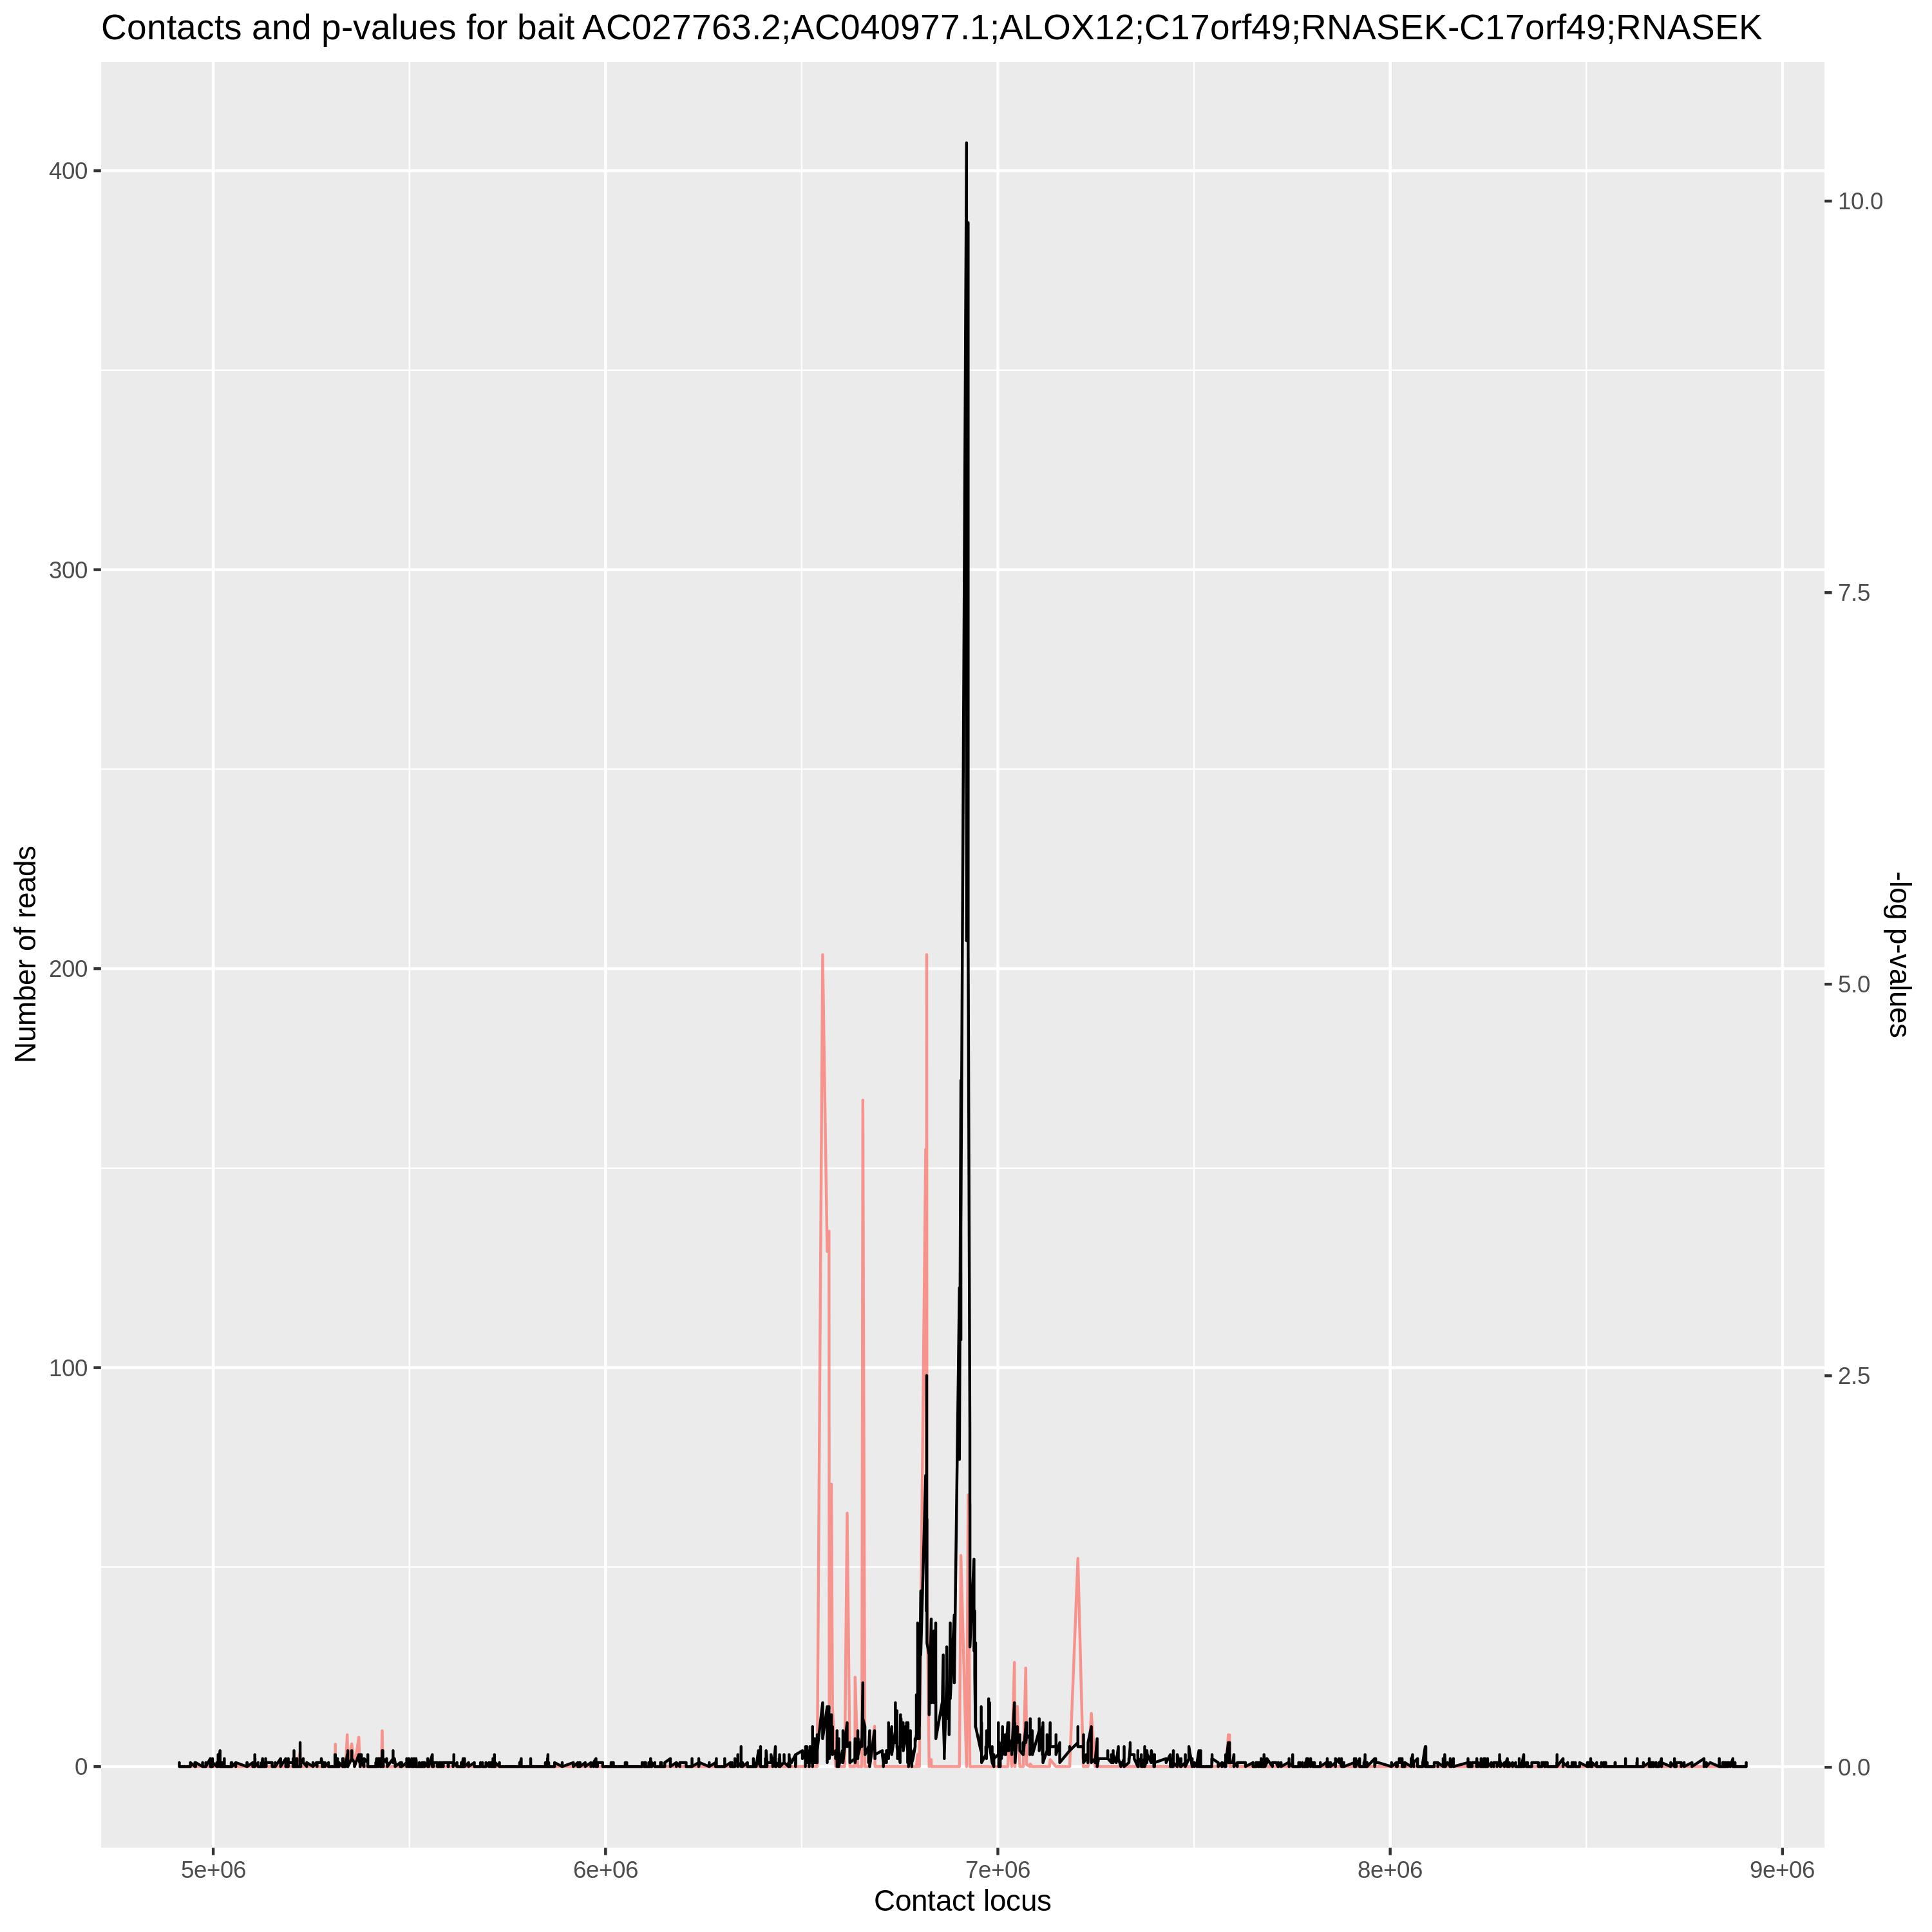 Contacts and p-values for bait AC027763.2;AC040977.1;ALOX12;C17orf49;RNASEK-C17orf49;RNASEK
400
300
200
100
0
Number of reads
10.0
7.5
5.0
2.5
0.0
-log p-values
5e+06 6e+06 7e+06 8e+06 9e+06
Contact locus